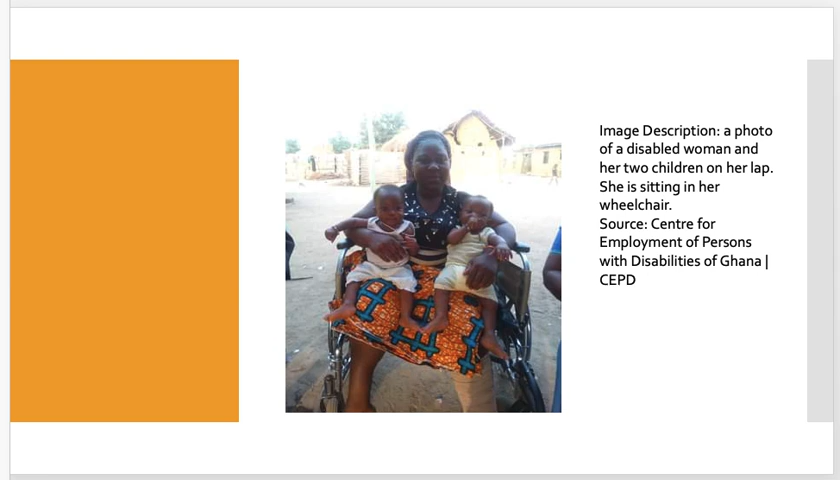 Image Description: a photo
of a disabled woman and
her two children on her lap.
She is sitting in her
wheelchair.
Source: Centre for
Employment of Persons
with Disabilities of Ghana |
CEPD